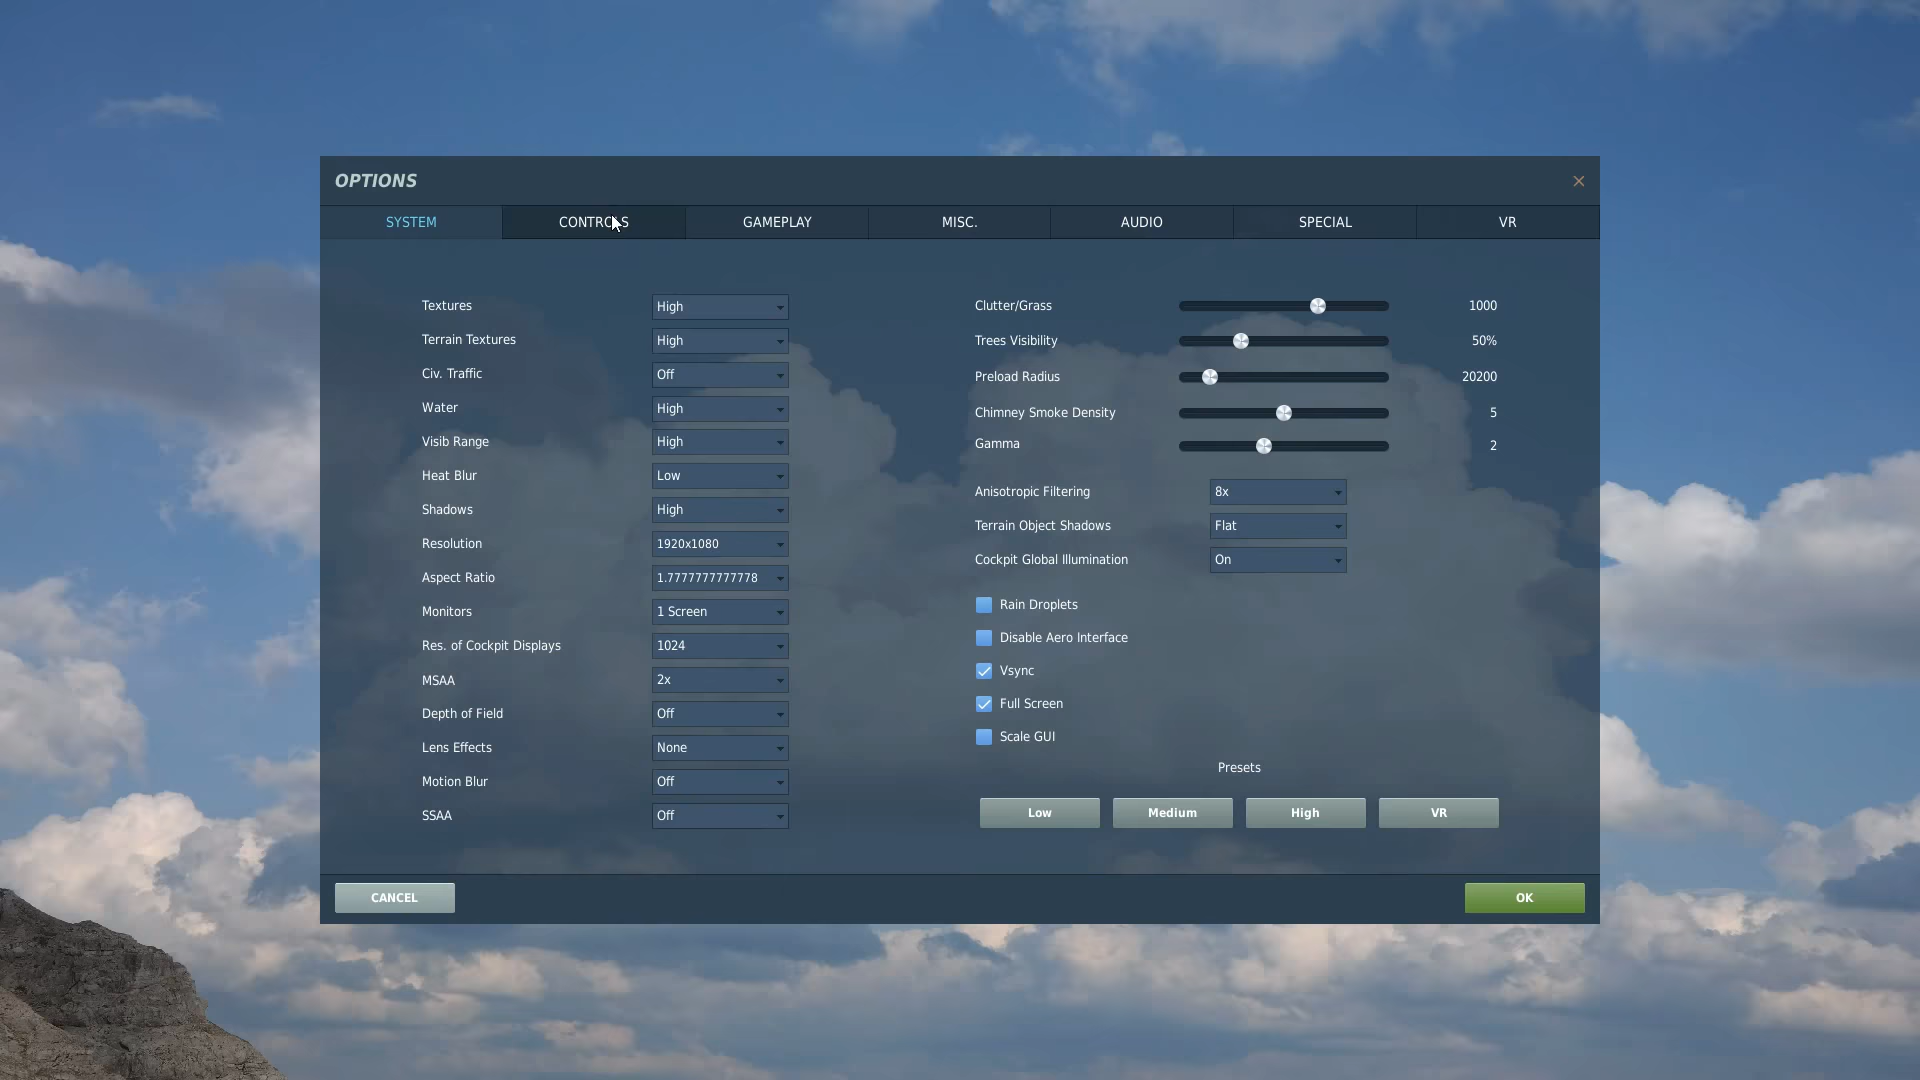 OPTIONS
SYSTEM CONTROLS GAMEPLAY MISC. AUDIO SPECIAL VR
Textures High
Terrain Textures High
Civ. Traffic Off
Water High
Visib Range High
Heat Blur Low
Shadows High
Resolution 1920x1080
Aspect Ratio 1.7777777777778
Monitors 1 Screen
Res. of Cockpit Displays 1024
MSAA 2x
Depth of Field Off
Lens Effects None
Motion Blur Off
SSAA Off
Clutter/Grass 1000
Trees Visibility 50%
Preload Radius 20200
Chimney Smoke Density 5
Gamma 2
Anisotropic Filtering 8x
Terrain Object Shadows Flat
Cockpit Global Illumination On
Rain Droplets
Disable Aero Interface
Vsync
Full Screen
Scale GUI
Presets
Low Medium High VR
CANCEL OK